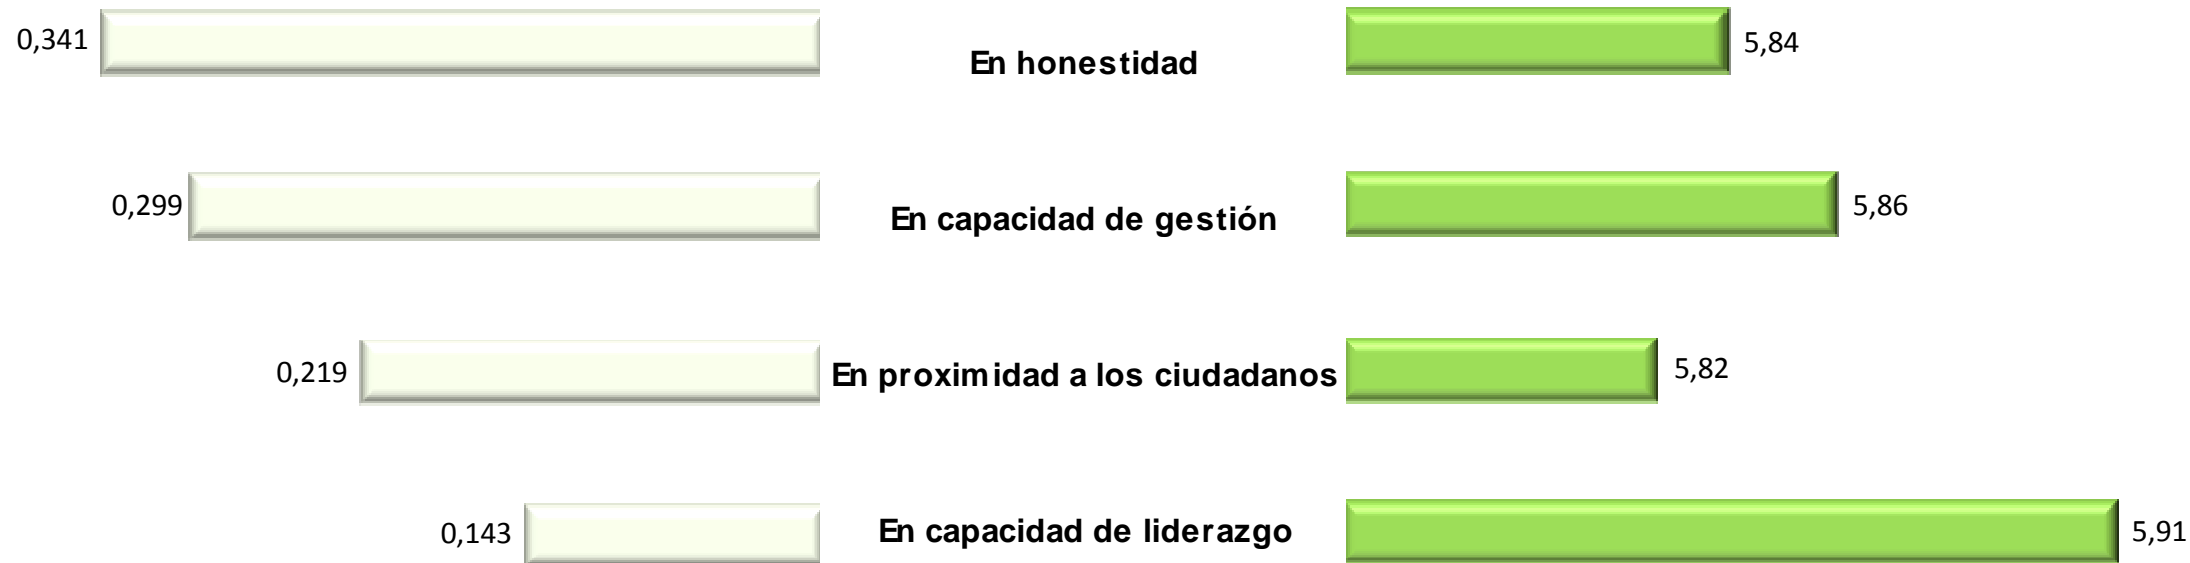 0,341 En honestidad 5,84
0,299 En capacidad de gestión 5,86
0,219 En proximidad a los ciudadanos 5,82
0,143 En capacidad de liderazgo 5,91